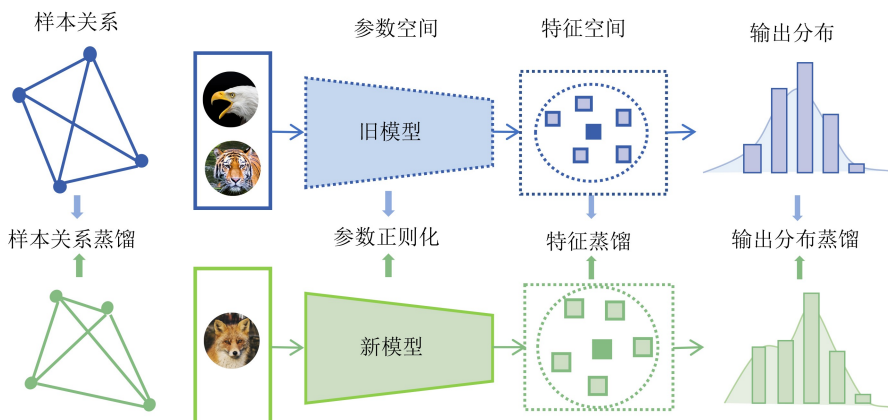 样本关系
参数空间
特征空间
输出分布
旧模型
样本关系蒸馏
参数正则化
特征蒸馏
输出分布蒸馏
新模型